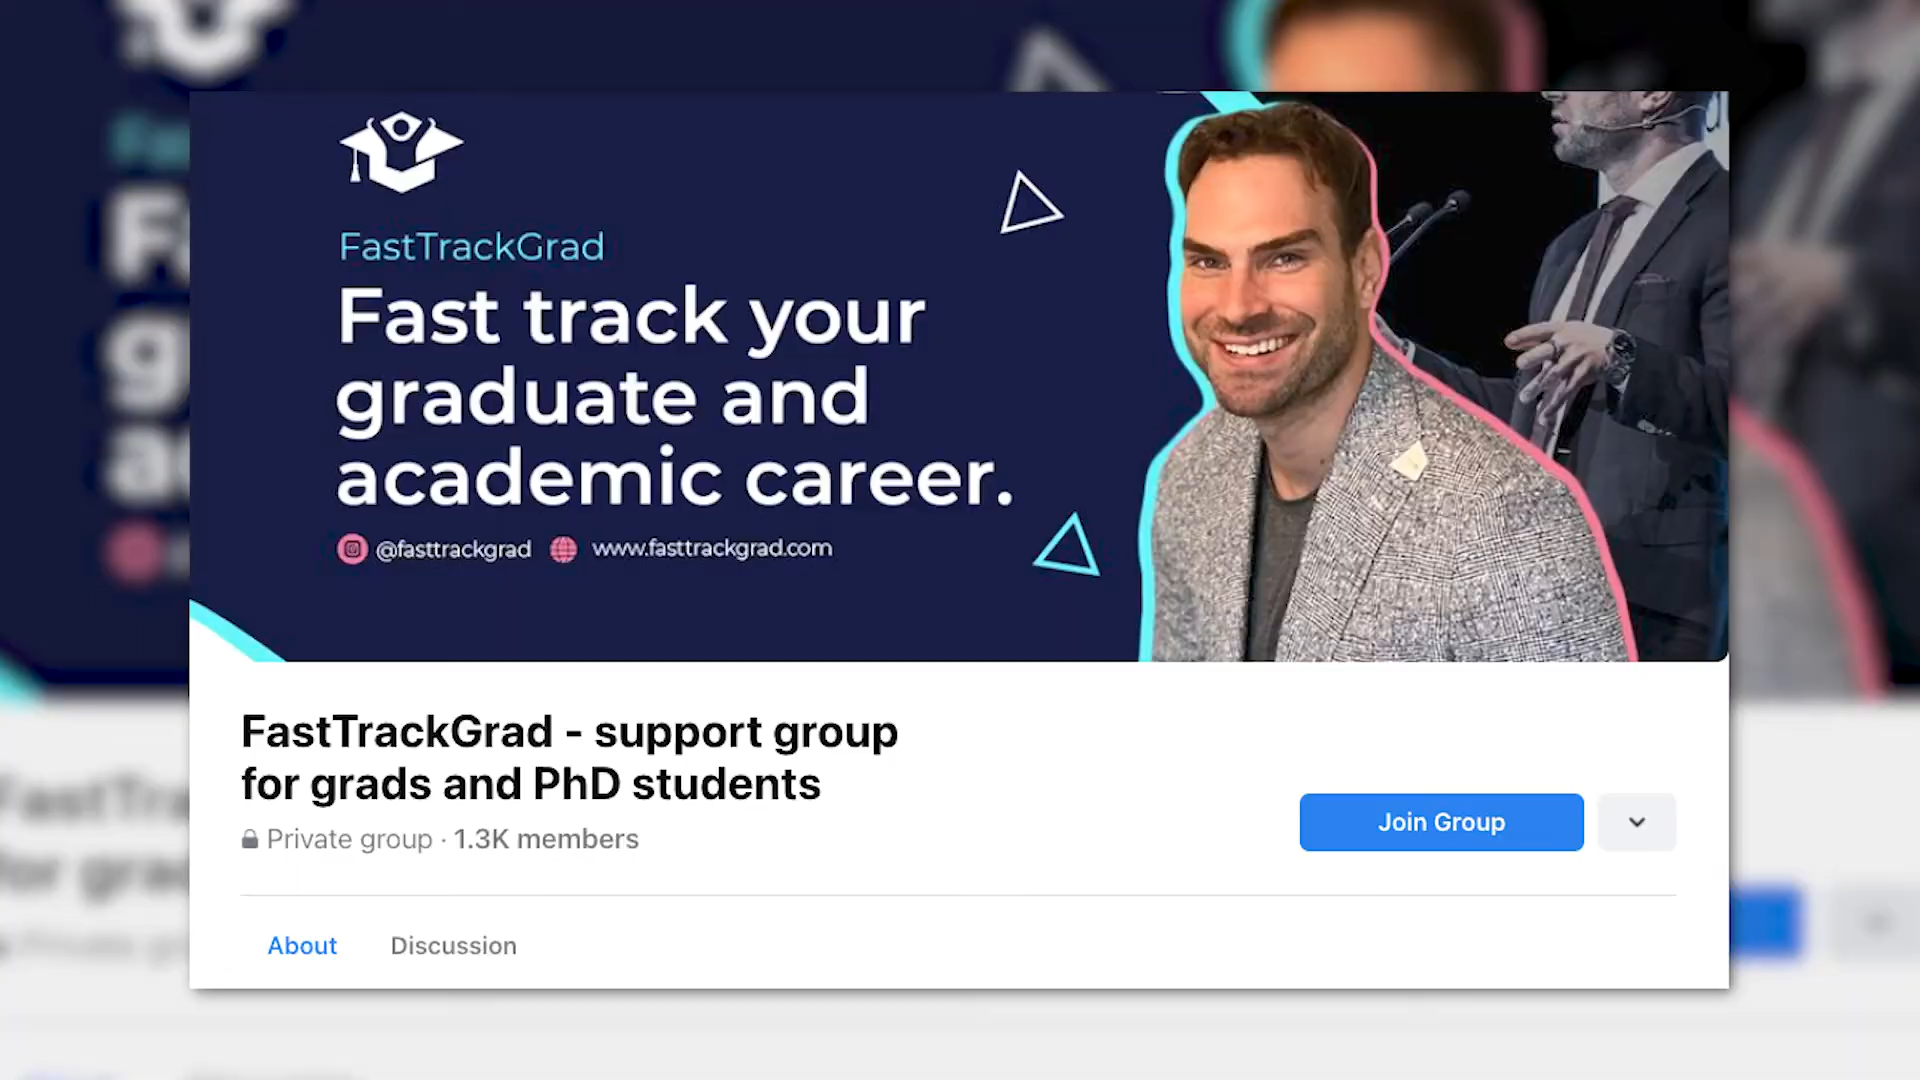 FastTrackGrad
Fast track your
graduate and
academic career.
@fasttrackgrad www.fasttrackgrad.com
FastTrackGrad - support group
for grads and PhD students
Private group · 1.3K members
Join Group
About Discussion